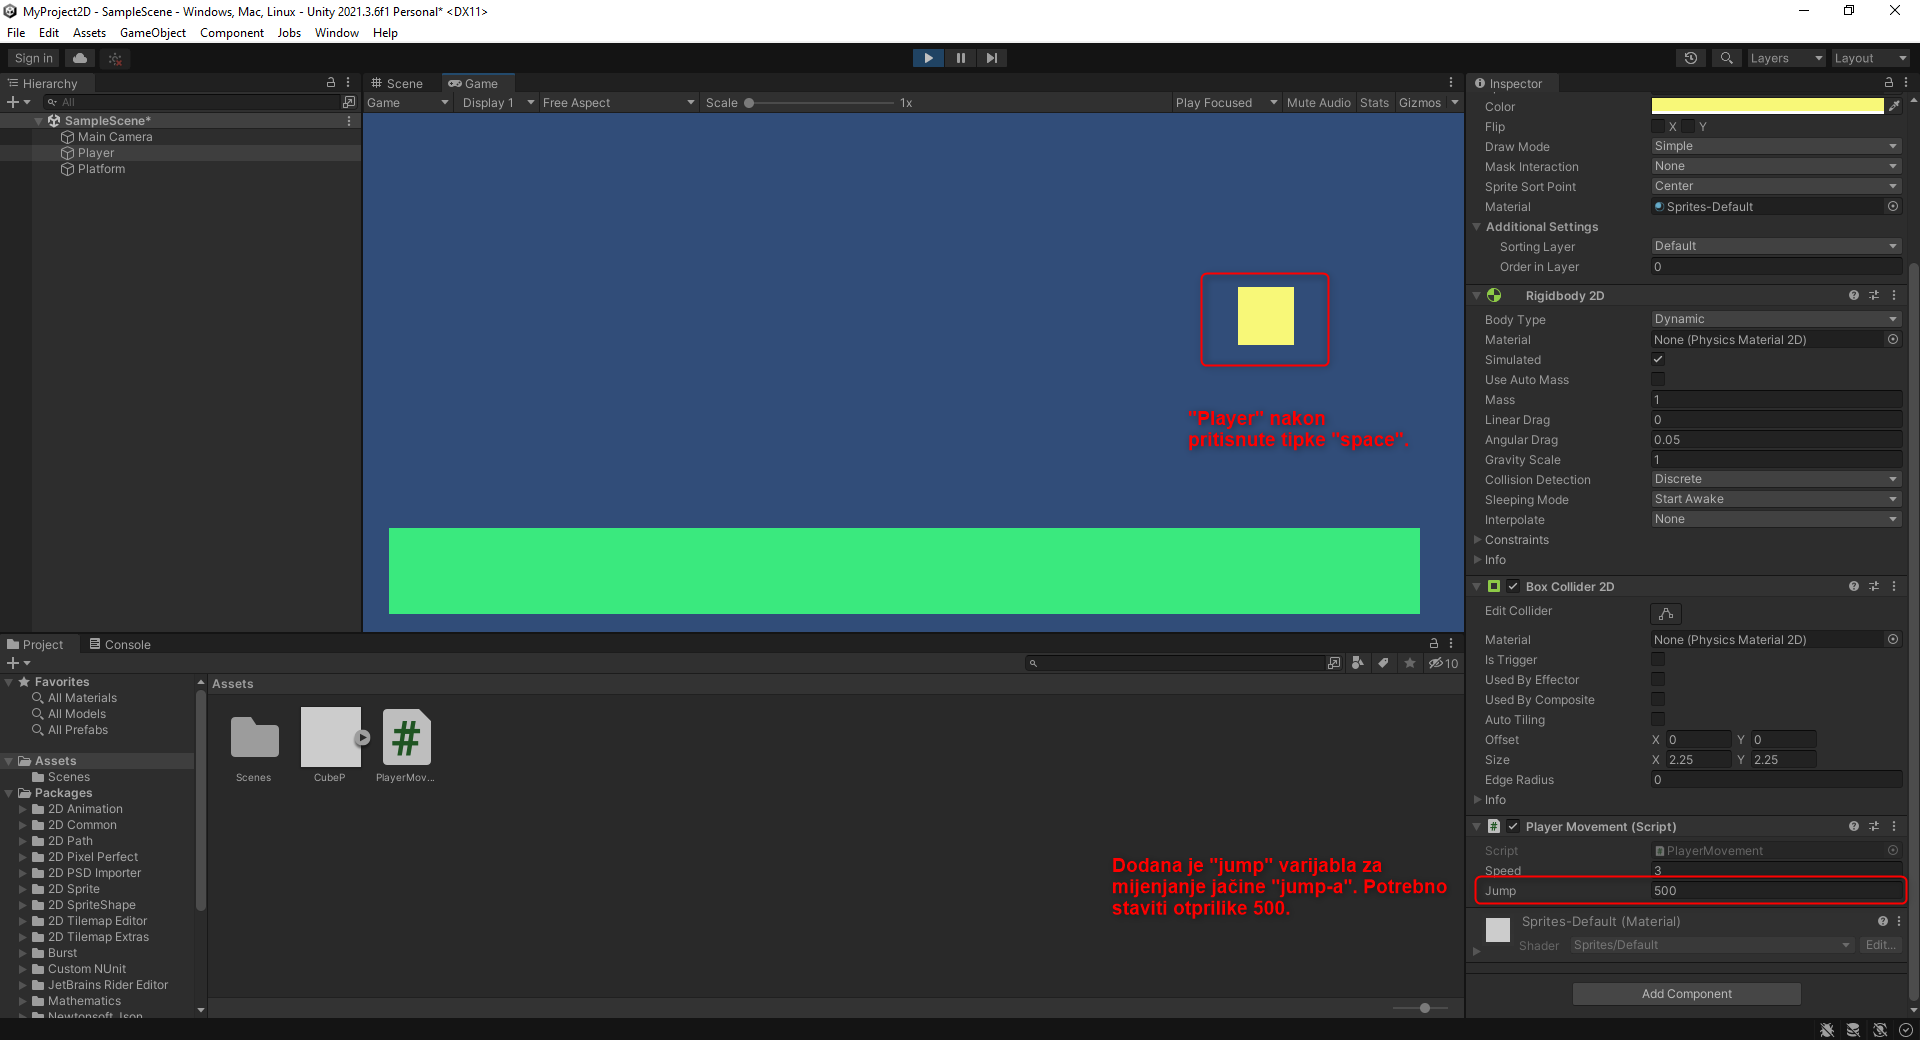 MyProject2D - SampleScene - Windows, Mac, Linux - Unity 2021.3.6f1 Personal* <DX11>
File Edit Assets GameObject Component Jobs Window Help
Sign in
Layers Layout
Hierarchy
All
SampleScene*
Main Camera
Player
Platform
Scene Game
Game Display 1 Free Aspect Scale 1x Play Focused Mute Audio Stats Gizmos
"Player" nakon
pritisnute tipke "space".
Project Console
10
Favorites
All Materials
All Models
All Prefabs
Assets
Scenes
Packages
2D Animation
2D Common
2D Path
2D Pixel Perfect
2D PSD Importer
2D Sprite
2D SpriteShape
2D Tilemap Editor
2D Tilemap Extras
Burst
Custom NUnit
JetBrains Rider Editor
Mathematics
Newtonsoft Json
Assets
Scenes CubeP PlayerMov...
#
Dodana je "jump" varijabla za
mijenjanje jačine "jump-a". Potrebno
staviti otprilike 500.
Inspector
Color
Flip X Y
Draw Mode Simple
Mask Interaction None
Sprite Sort Point Center
Material Sprites-Default
Additional Settings
Sorting Layer Default
Order in Layer 0
Rigidbody 2D
Body Type Dynamic
Material None (Physics Material 2D)
Simulated
Use Auto Mass
Mass 1
Linear Drag 0
Angular Drag 0.05
Gravity Scale 1
Collision Detection Discrete
Sleeping Mode Start Awake
Interpolate None
Constraints
Info
Box Collider 2D
Edit Collider
Material None (Physics Material 2D)
Is Trigger
Used By Effector
Used By Composite
Auto Tiling
Offset X 0 Y 0
Size X 2.25 Y 2.25
Edge Radius 0
Info
# Player Movement (Script)
Script PlayerMovement
Speed 3
Jump 500
Sprites-Default (Material)
Shader Sprites/Default Edit...
Add Component